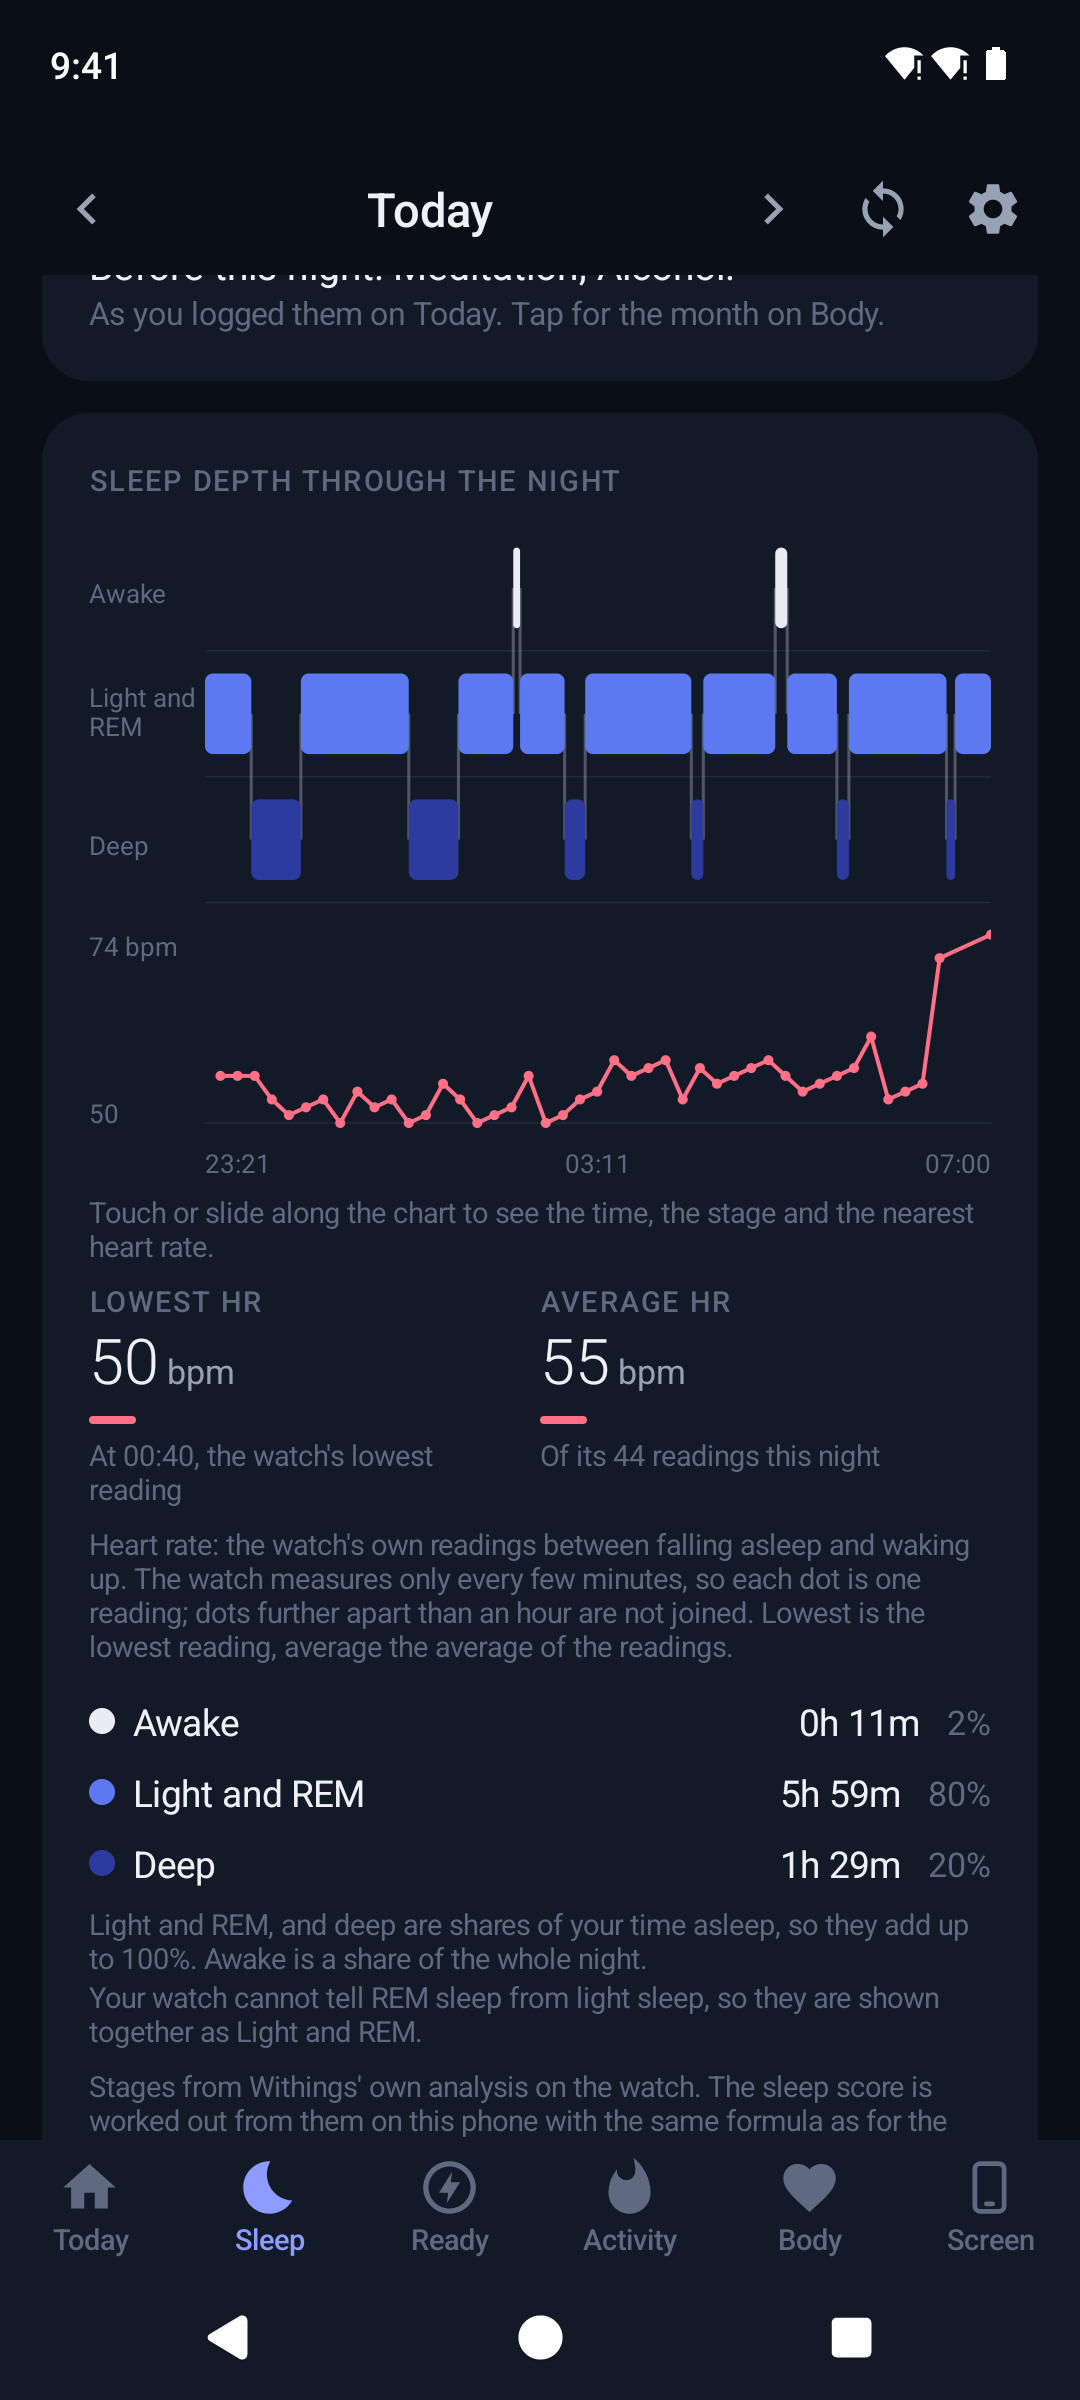 9:41
Today
Before this night: Meditation, Alcohol.
As you logged them on Today. Tap for the month on Body.
SLEEP DEPTH THROUGH THE NIGHT
Awake
Light and
REM
Deep
74 bpm
50
23:21 03:11 07:00
Touch or slide along the chart to see the time, the stage and the nearest
heart rate.
LOWEST HR AVERAGE HR
50 bpm 55 bpm
At 00:40, the watch's lowest
reading
Of its 44 readings this night
Heart rate: the watch's own readings between falling asleep and waking
up. The watch measures only every few minutes, so each dot is one
reading; dots further apart than an hour are not joined. Lowest is the
lowest reading, average the average of the readings.
Awake 0h 11m 2%
Light and REM 5h 59m 80%
Deep 1h 29m 20%
Light and REM, and deep are shares of your time asleep, so they add up
to 100%. Awake is a share of the whole night.
Your watch cannot tell REM sleep from light sleep, so they are shown
together as Light and REM.
Stages from Withings' own analysis on the watch. The sleep score is
worked out from them on this phone with the same formula as for the
Today Sleep Ready Activity Body Screen